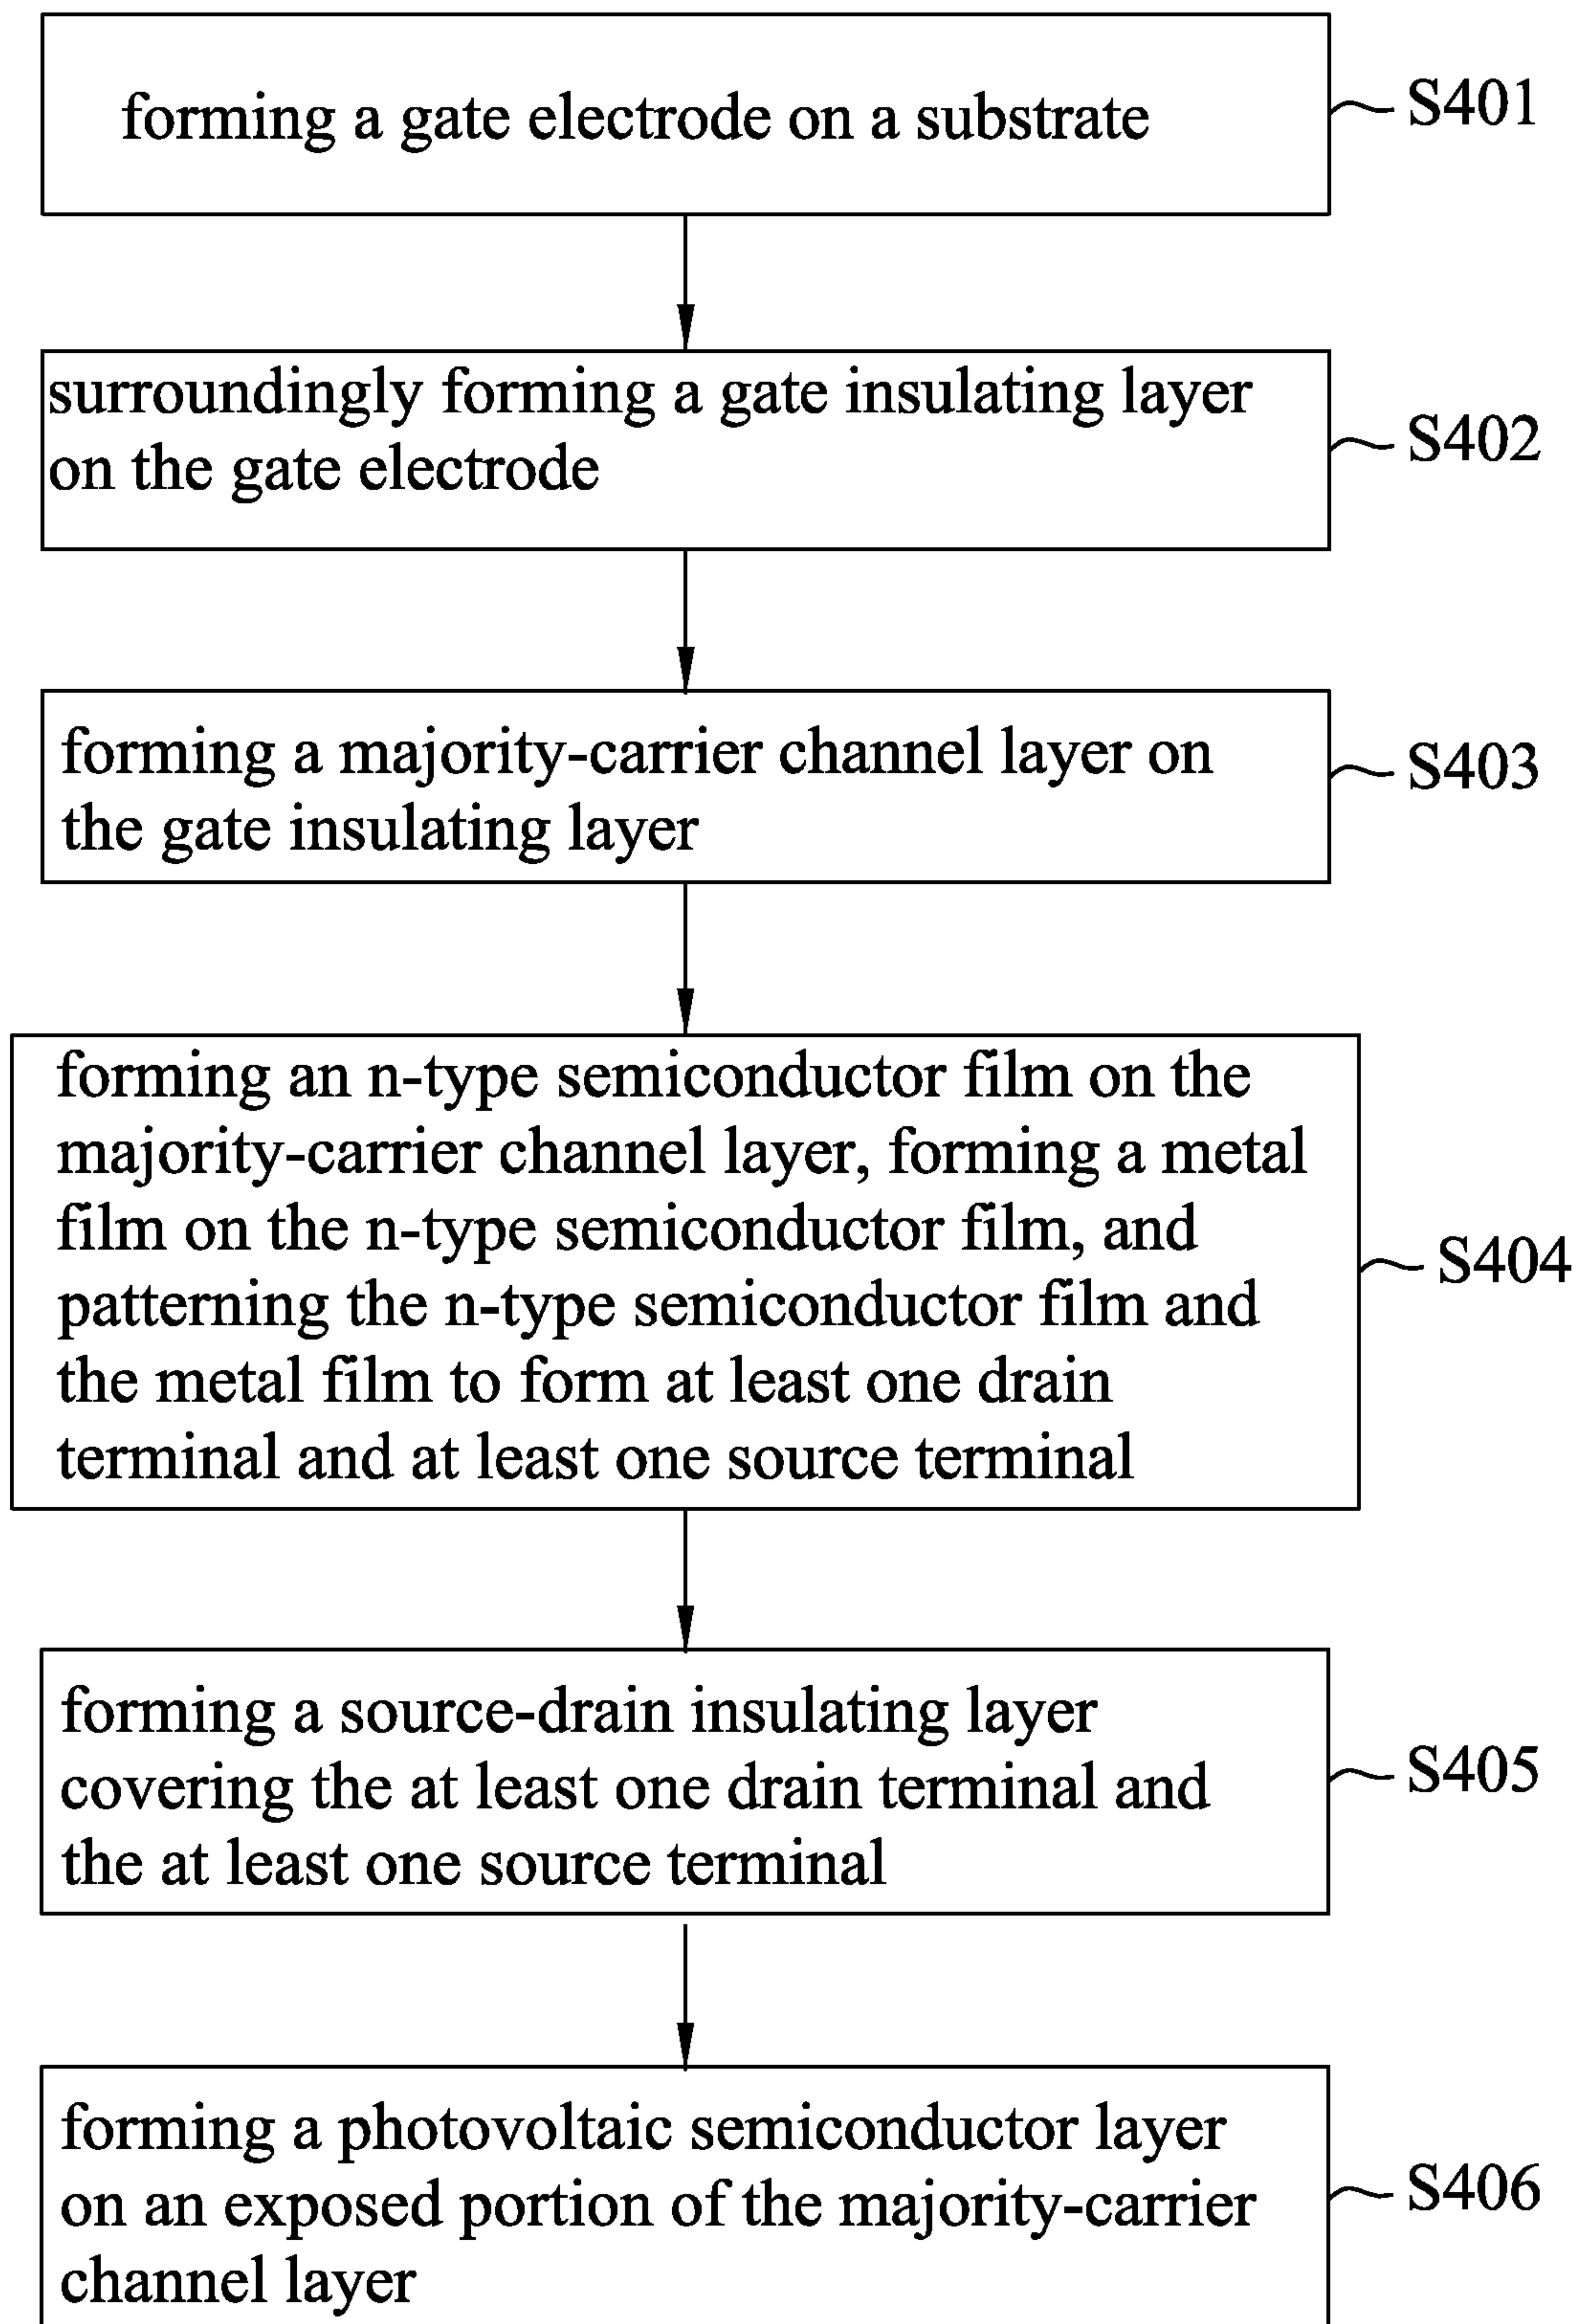 forming a gate electrode on a substrate
S401
surroundingly forming a gate insulating layer
on the gate electrode
S402
forming a majority-carrier channel layer on
the gate insulating layer
S403
forming an n-type semiconductor film on the
majority-carrier channel layer, forming a metal
film on the n-type semiconductor film, and
patterning the n-type semiconductor film and
the metal film to form at least one drain
terminal and at least one source terminal
S404
forming a source-drain insulating layer
covering the at least one drain terminal and
the at least one source terminal
S405
forming a photovoltaic semiconductor layer
on an exposed portion of the majority-carrier
channel layer
S406